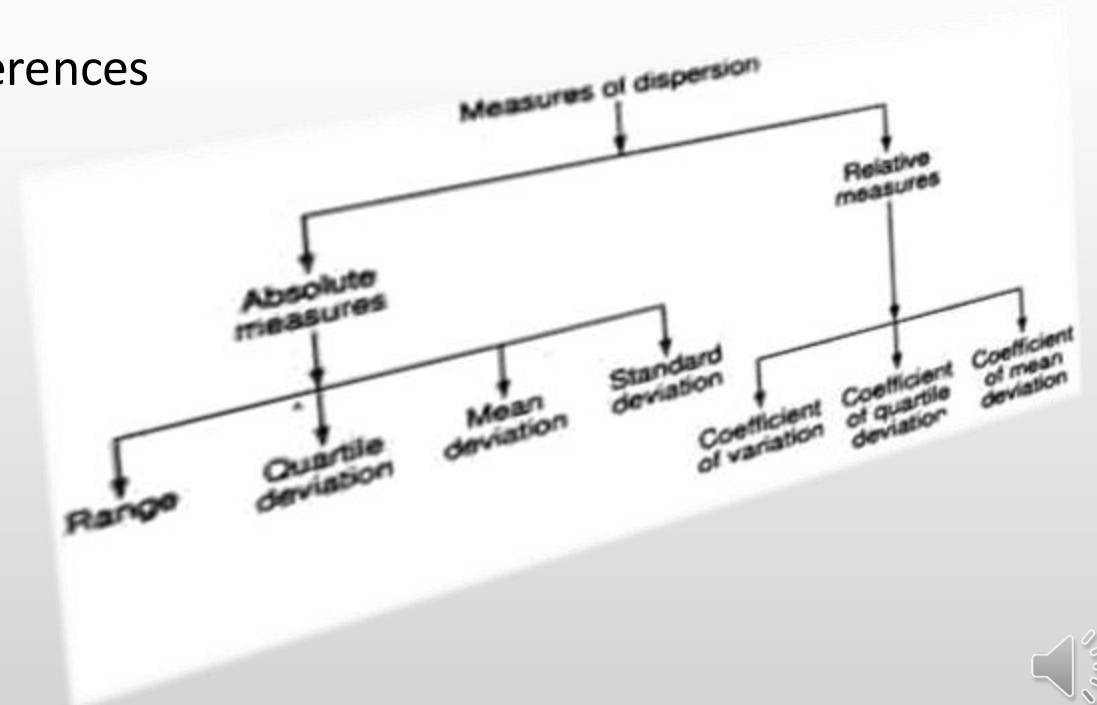 erences
Measures of dispersion
Relative
measures
Absolute
measures
Range
Quartile
deviation
Mean
deviation
Standard
deviation
Coefficient
of variation
Coefficient
of quartile
deviation
Coefficient
of mean
deviation